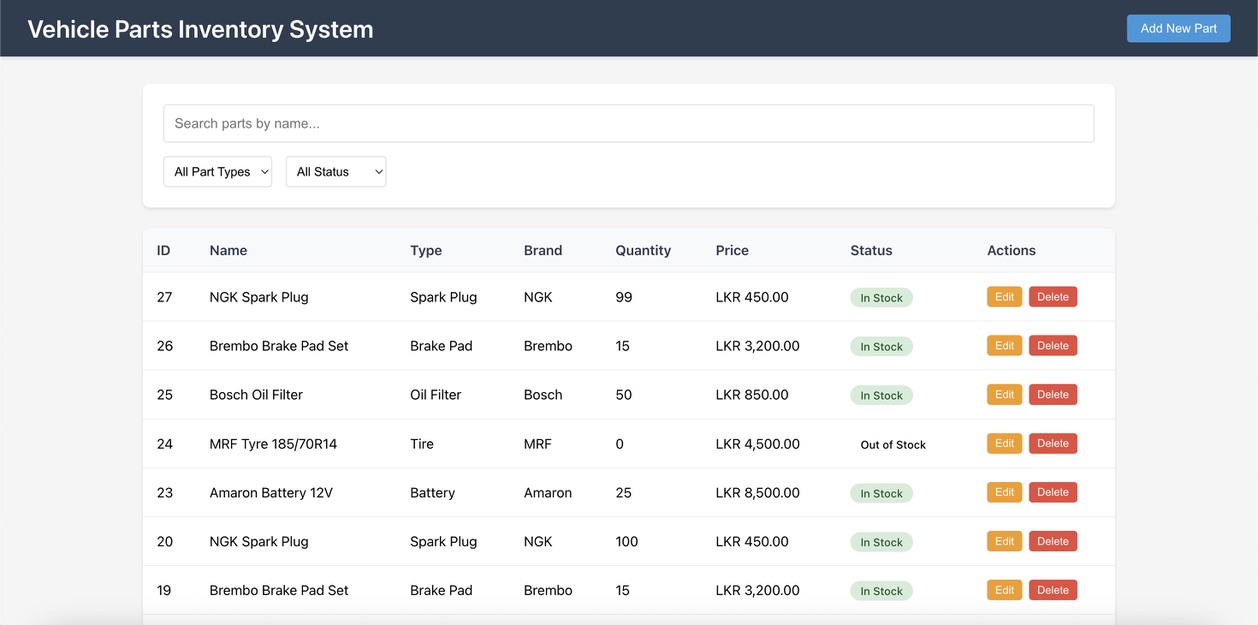 Vehicle Parts Inventory System Add New Part
Search parts by name...
All Part Types All Status
ID Name Type Brand Quantity Price Status Actions
27 NGK Spark Plug Spark Plug NGK 99 LKR 450.00 In Stock Edit Delete
26 Brembo Brake Pad Set Brake Pad Brembo 15 LKR 3,200.00 In Stock Edit Delete
25 Bosch Oil Filter Oil Filter Bosch 50 LKR 850.00 In Stock Edit Delete
24 MRF Tyre 185/70R14 Tire MRF 0 LKR 4,500.00 Out of Stock Edit Delete
23 Amaron Battery 12V Battery Amaron 25 LKR 8,500.00 In Stock Edit Delete
20 NGK Spark Plug Spark Plug NGK 100 LKR 450.00 In Stock Edit Delete
19 Brembo Brake Pad Set Brake Pad Brembo 15 LKR 3,200.00 In Stock Edit Delete